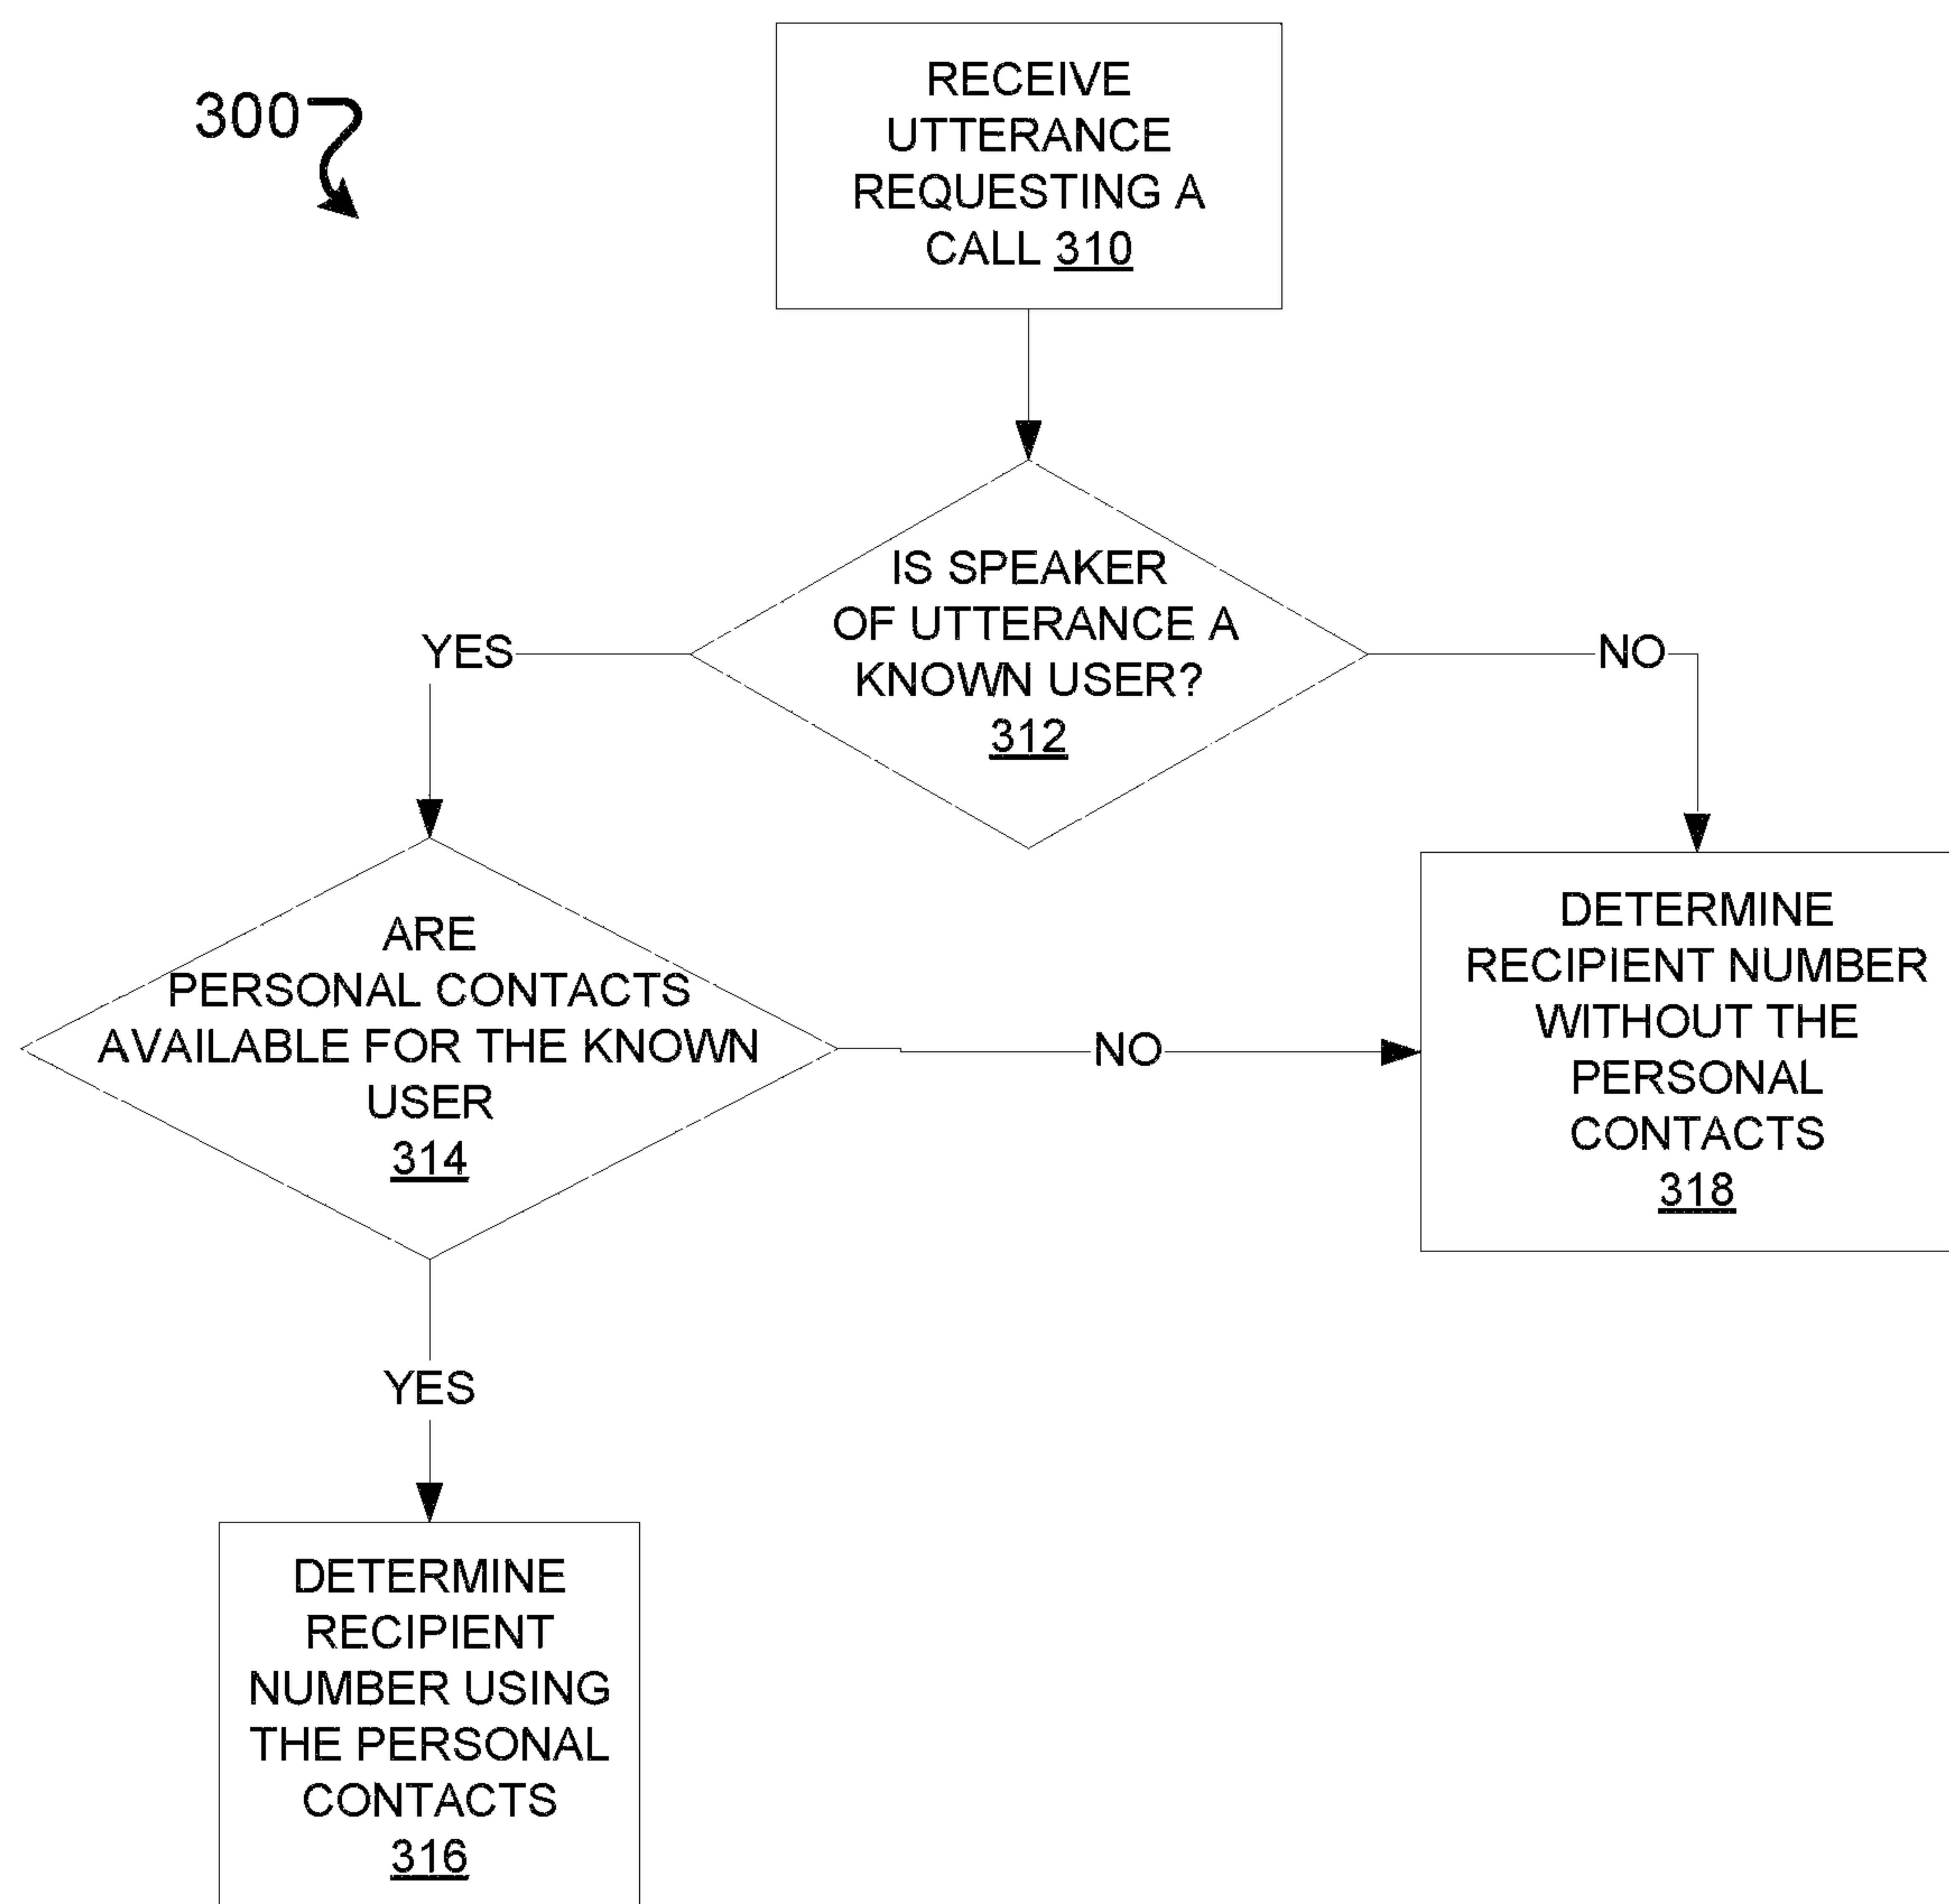 300
RECEIVE
UTTERANCE
REQUESTING A
CALL 310
IS SPEAKER
OF UTTERANCE A
KNOWN USER?
312
YES
NO
ARE
PERSONAL CONTACTS
AVAILABLE FOR THE KNOWN
USER
314
NO
DETERMINE
RECIPIENT NUMBER
WITHOUT THE
PERSONAL
CONTACTS
318
YES
DETERMINE
RECIPIENT
NUMBER USING
THE PERSONAL
CONTACTS
316